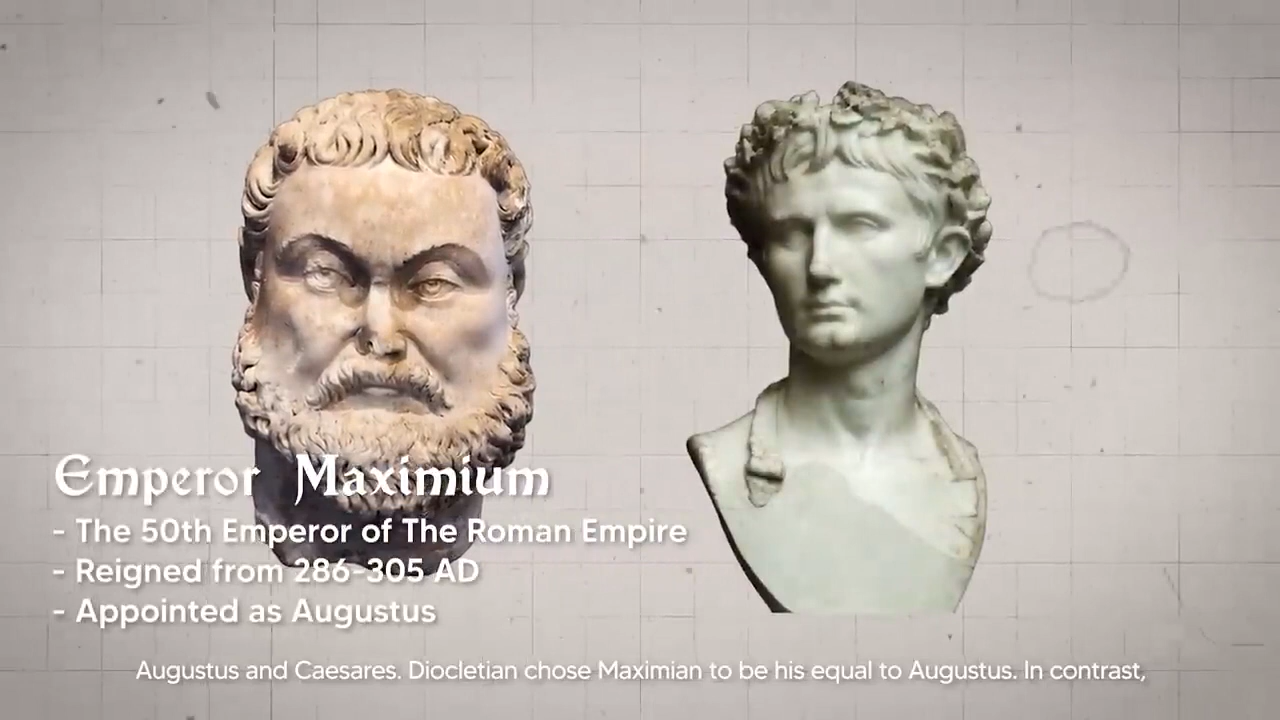 Emperor Maximium
- The 50th Emperor of The Roman Empire
- Reigned from 286-305 AD
- Appointed as Augustus
Augustus and Caesares. Diocletian chose Maximian to be his equal to Augustus. In contrast,